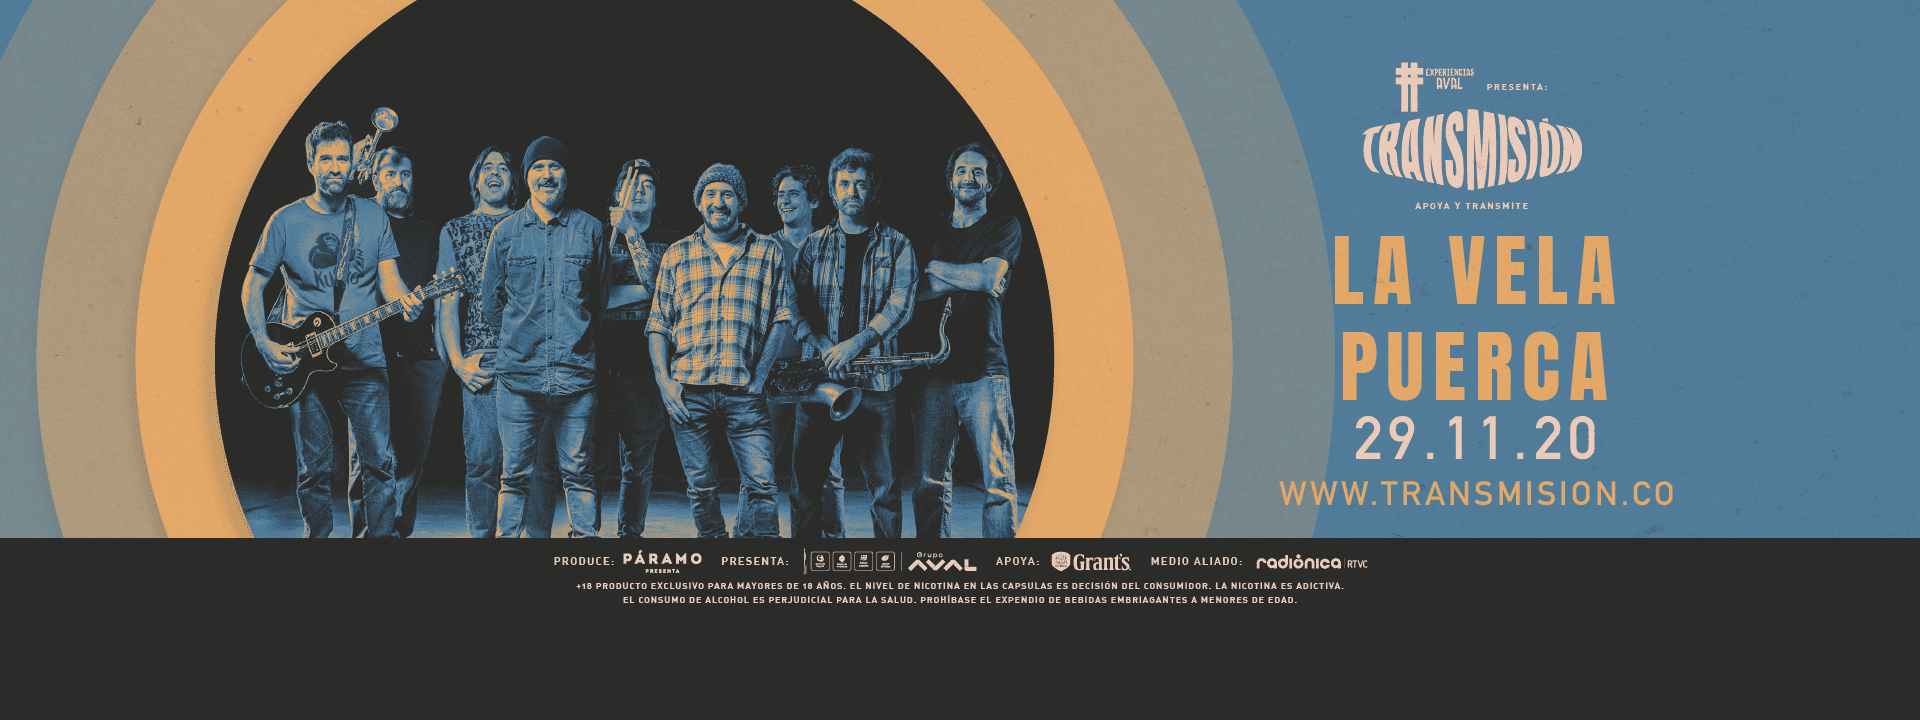 EXPERIENCIAS
AVAL
PRESENTA:
TRANSMISIÓN
APOYA Y TRANSMITE
LA VELA
PUERCA
29.11.20
WWW.TRANSMISION.CO
PRODUCE: PÁRAMO PRESENTA PRESENTA: Grupo AVAL APOYA: Grant's MEDIO ALIADO: radiónica RTVC
+18 PRODUCTO EXCLUSIVO PARA MAYORES DE 18 AÑOS. EL NIVEL DE NICOTINA EN LAS CAPSULAS ES DECISIÓN DEL CONSUMIDOR. LA NICOTINA ES ADICTIVA.
EL CONSUMO DE ALCOHOL ES PERJUDICIAL PARA LA SALUD. PROHÍBASE EL EXPENDIO DE BEBIDAS EMBRIAGANTES A MENORES DE EDAD.